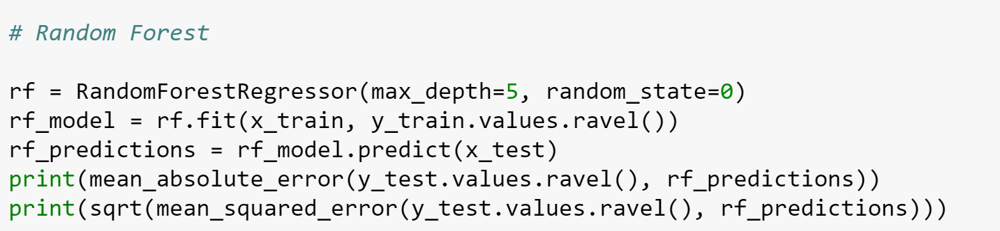 # Random Forest
rf = RandomForestRegressor(max_depth=5, random_state=0)
rf_model = rf.fit(x_train, y_train.values.ravel())
rf_predictions = rf_model.predict(x_test)
print(mean_absolute_error(y_test.values.ravel(), rf_predictions))
print(sqrt(mean_squared_error(y_test.values.ravel(), rf_predictions)))